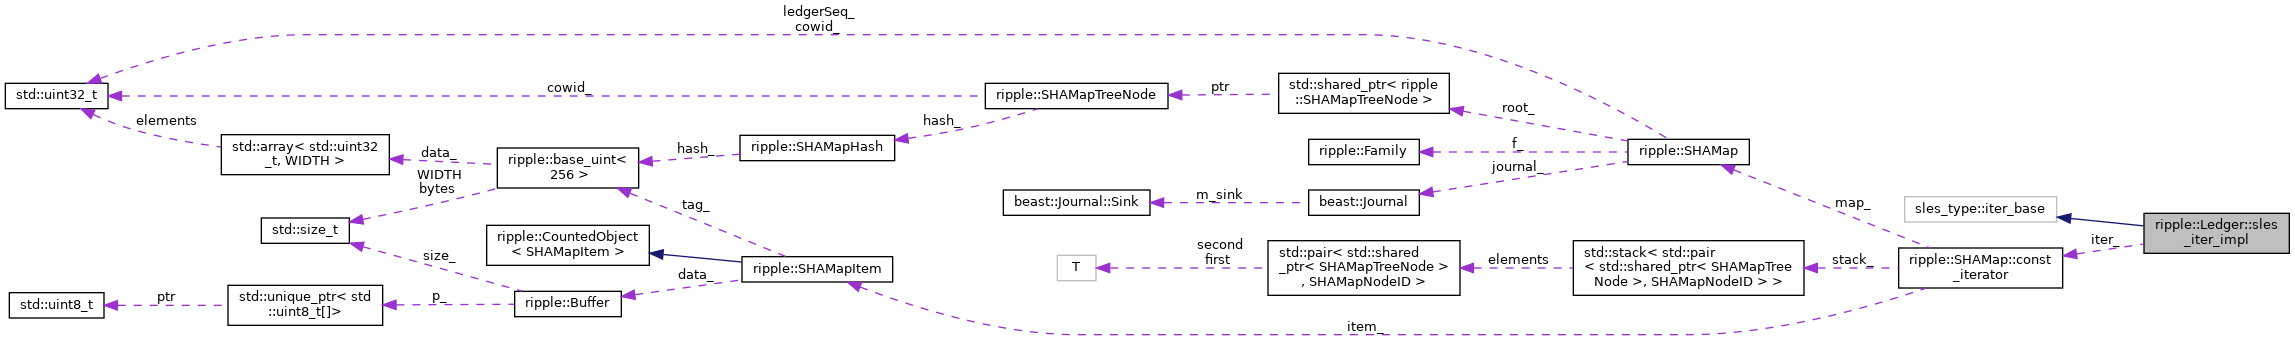 ledgerSeq_
cowid_
std::uint32_t
cowid_
ripple::SHAMapTreeNode
ptr
std::shared_ptr< ripple
::SHAMapTreeNode >
root_
elements
std::array< std::uint32
_t, WIDTH >
data_
ripple::base_uint<
256 >
hash_
ripple::SHAMapHash
hash_
ripple::Family
f_
ripple::SHAMap
journal_
WIDTH
bytes
tag_
beast::Journal::Sink
m_sink
beast::Journal
map_
sles_type::iter_base
ripple::Ledger::sles
_iter_impl
iter_
std::size_t
size_
ripple::CountedObject
< SHAMapItem >
ripple::SHAMapItem
data_
T
second
first
std::pair< std::shared
_ptr< SHAMapTreeNode >
, SHAMapNodeID >
elements
std::stack< std::pair
< std::shared_ptr< SHAMapTree
Node >, SHAMapNodeID > >
stack_
ripple::SHAMap::const
_iterator
std::uint8_t
ptr
std::unique_ptr< std
::uint8_t[]>
p_
ripple::Buffer
item_